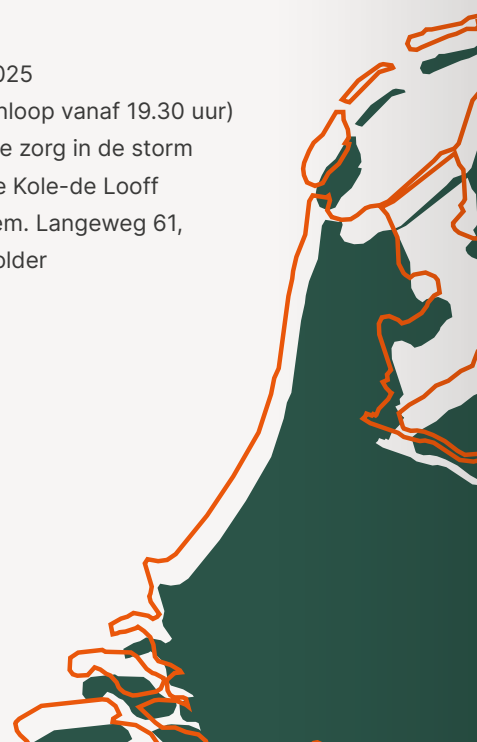 025
nloop vanaf 19.30 uur)
e zorg in de storm
e Kole-de Looff
em. Langeweg 61,
older